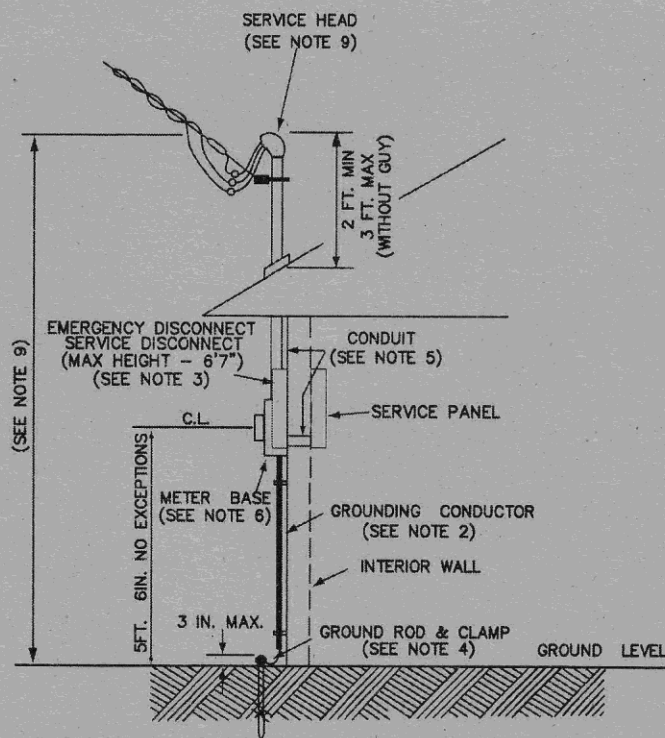 SERVICE HEAD
(SEE NOTE 9)
2 FT. MIN
3 FT. MAX
(WITHOUT GUY)
EMERGENCY DISCONNECT
SERVICE DISCONNECT
(MAX HEIGHT - 6'7")
(SEE NOTE 3)
CONDUIT
(SEE NOTE 5)
(SEE NOTE 9)
C.L.
SERVICE PANEL
5FT. 6IN. NO EXCEPTIONS
METER BASE
(SEE NOTE 6)
GROUNDING CONDUCTOR
(SEE NOTE 2)
INTERIOR WALL
3 IN. MAX.
GROUND ROD & CLAMP
(SEE NOTE 4)
GROUND LEVEL